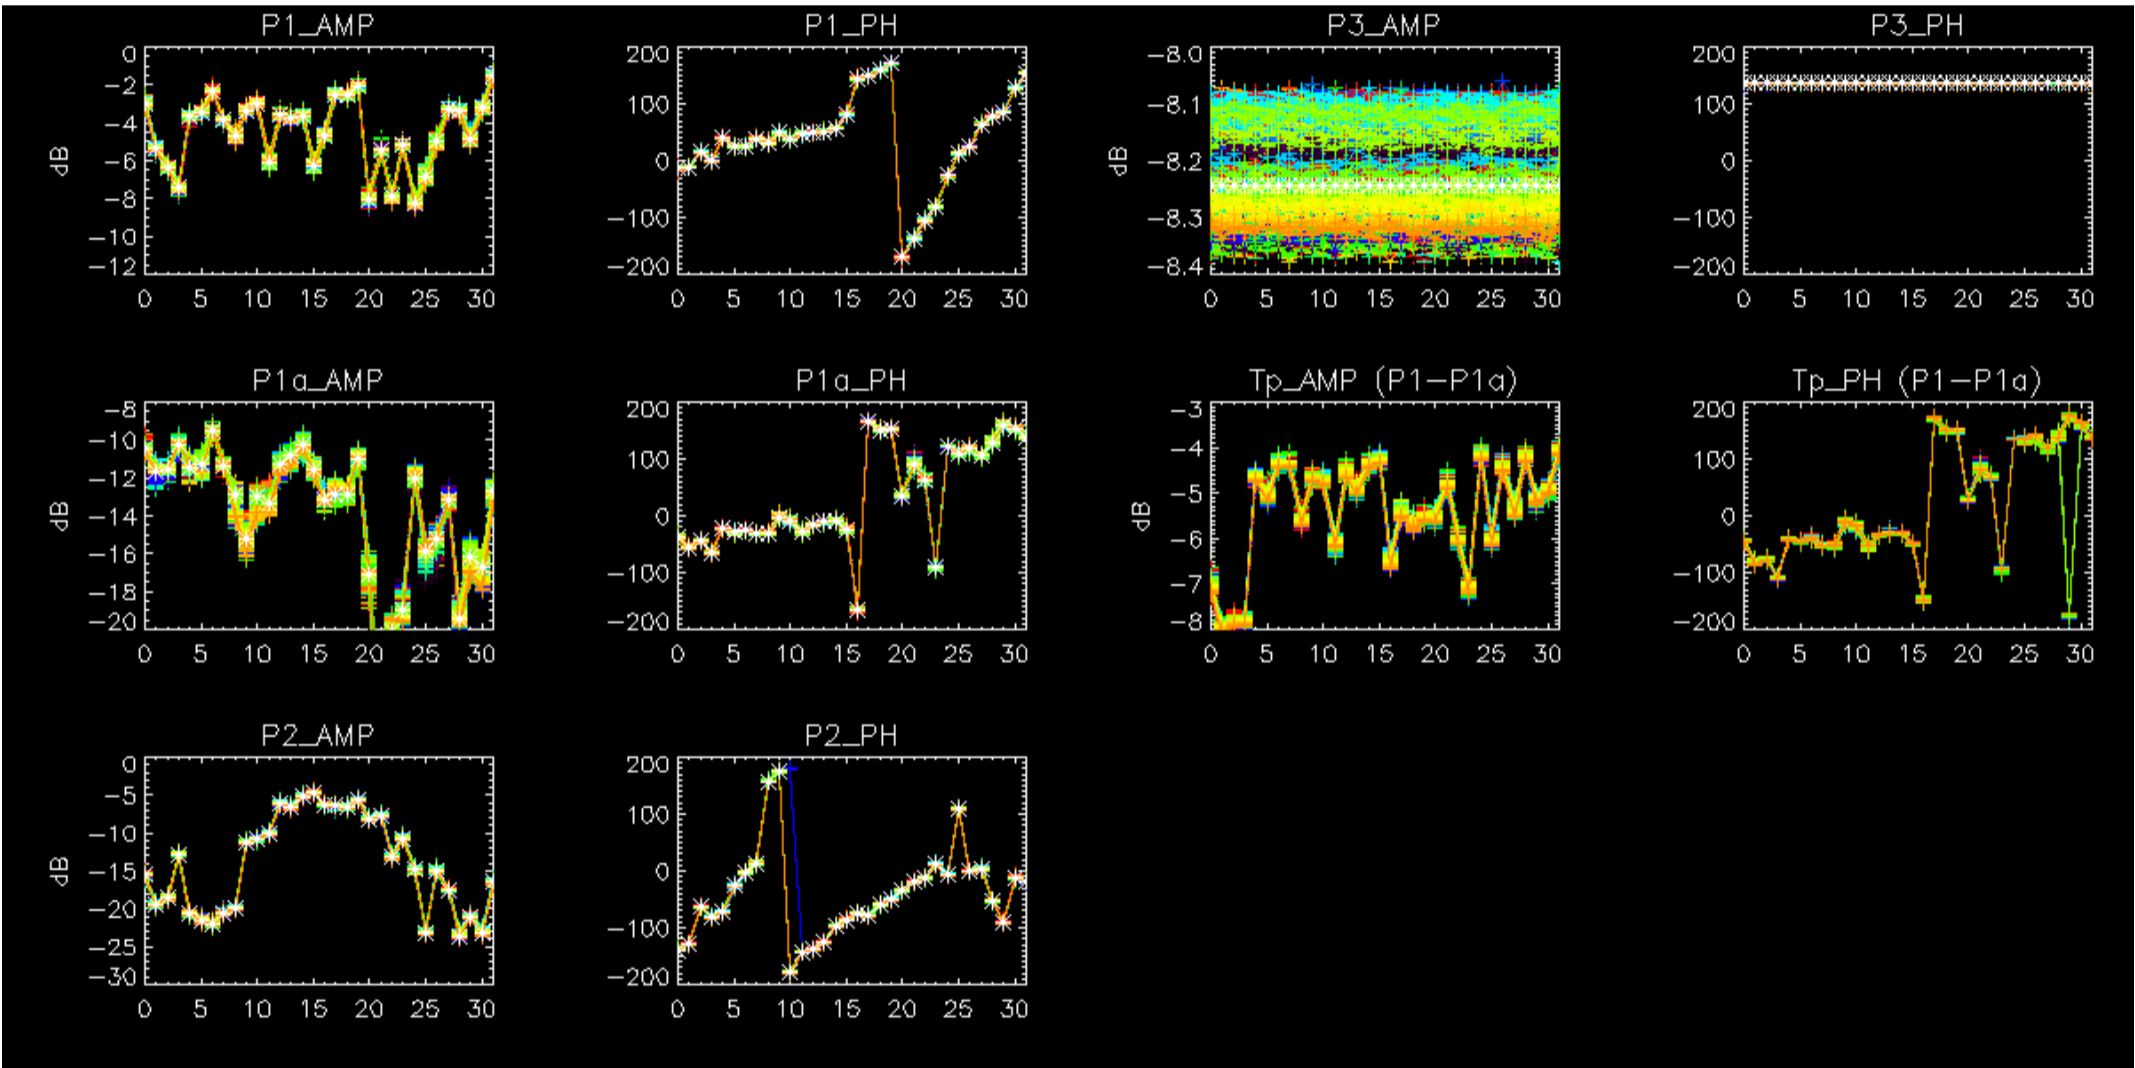 P1_AMP P1_PH P3_AMP P3_PH
0 200 −8.0 200
−2 100 −8.1 100
−4 0 −8.2 0
−6 −100 −8.3 −100
−8 −200 −8.4 −200
−10
−12
dB dB
0 5 10 15 20 25 30 0 5 10 15 20 25 30 0 5 10 15 20 25 30 0 5 10 15 20 25 30
P1a_AMP P1a_PH Tp_AMP (P1−P1a) Tp_PH (P1−P1a)
−8 200 −3 200
−10 100 −4 100
−12 0 −5 0
−14 −100 −6 −100
−16 −200 −7 −200
−18 −8
−20
dB dB
0 5 10 15 20 25 30 0 5 10 15 20 25 30 0 5 10 15 20 25 30 0 5 10 15 20 25 30
P2_AMP P2_PH
0 200
−5 100
−10 0
−15 −100
−20 −200
−25
−30
dB
0 5 10 15 20 25 30 0 5 10 15 20 25 30